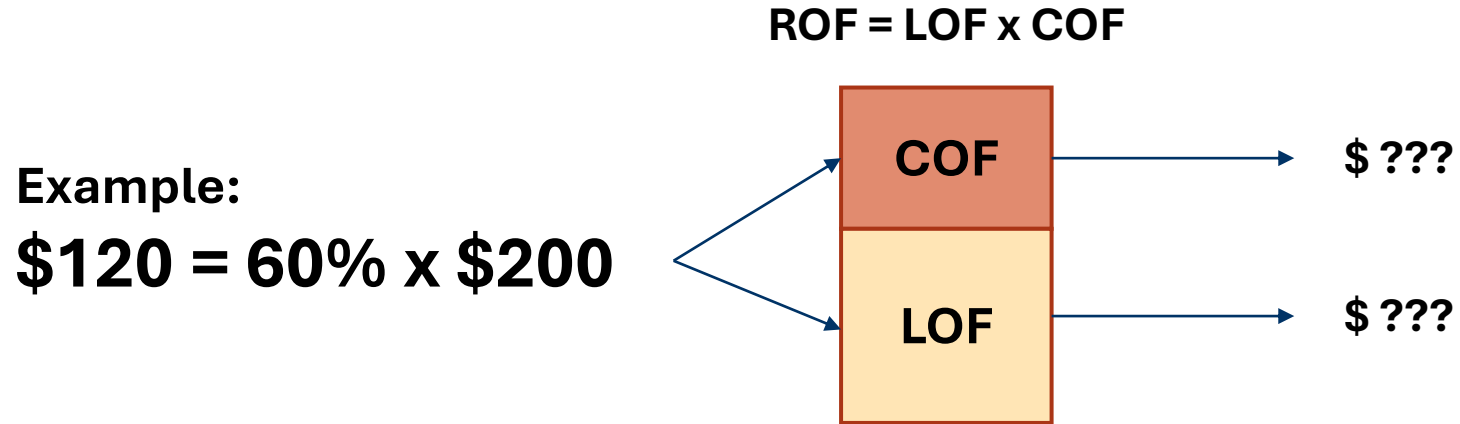 ROF = LOF x COF
Example:
$120 = 60% x $200
COF
$ ???
LOF
$ ???